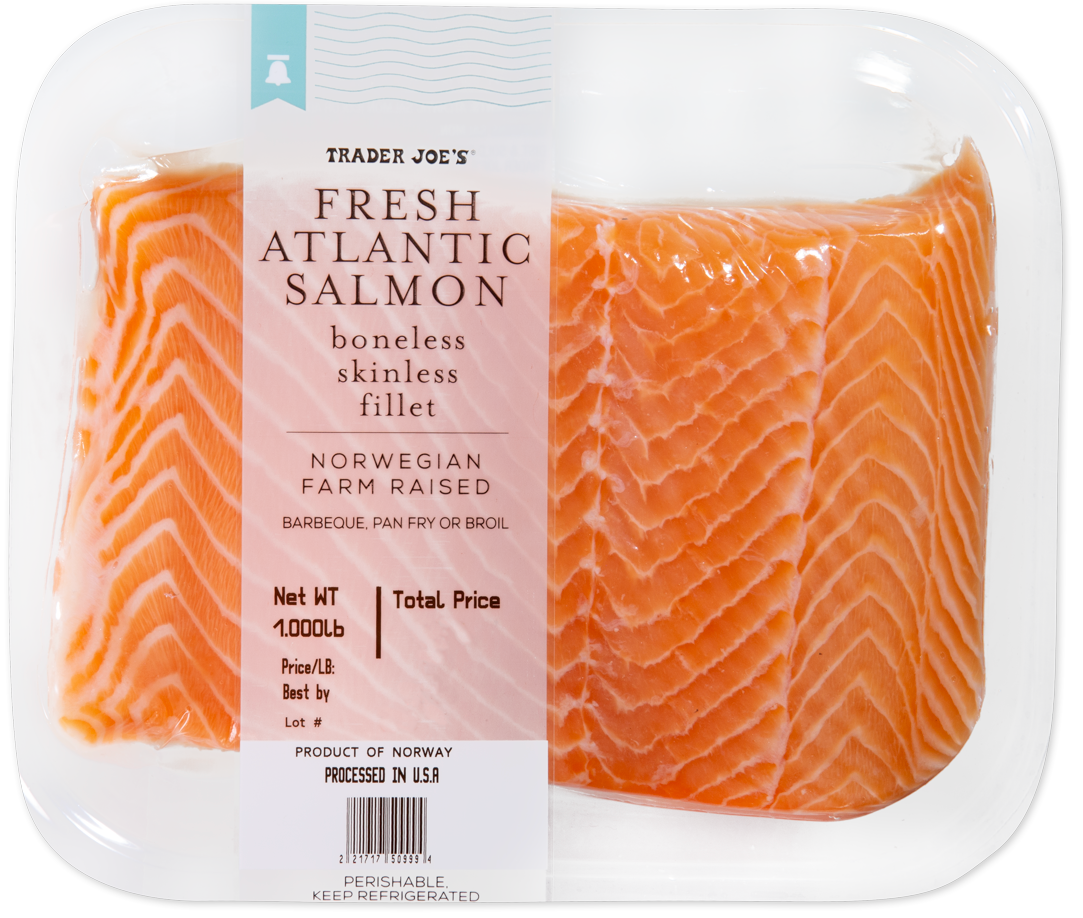 TRADER JOE'S®
FRESH
ATLANTIC
SALMON
boneless
skinless
fillet
NORWEGIAN
FARM RAISED
BARBEQUE, PAN FRY OR BROIL
Net WT
1.000lb
Total Price
Price/LB:
Best by
Lot #
PRODUCT OF NORWAY
PROCESSED IN U.S.A
2 21717 50999 4
PERISHABLE,
KEEP REFRIGERATED